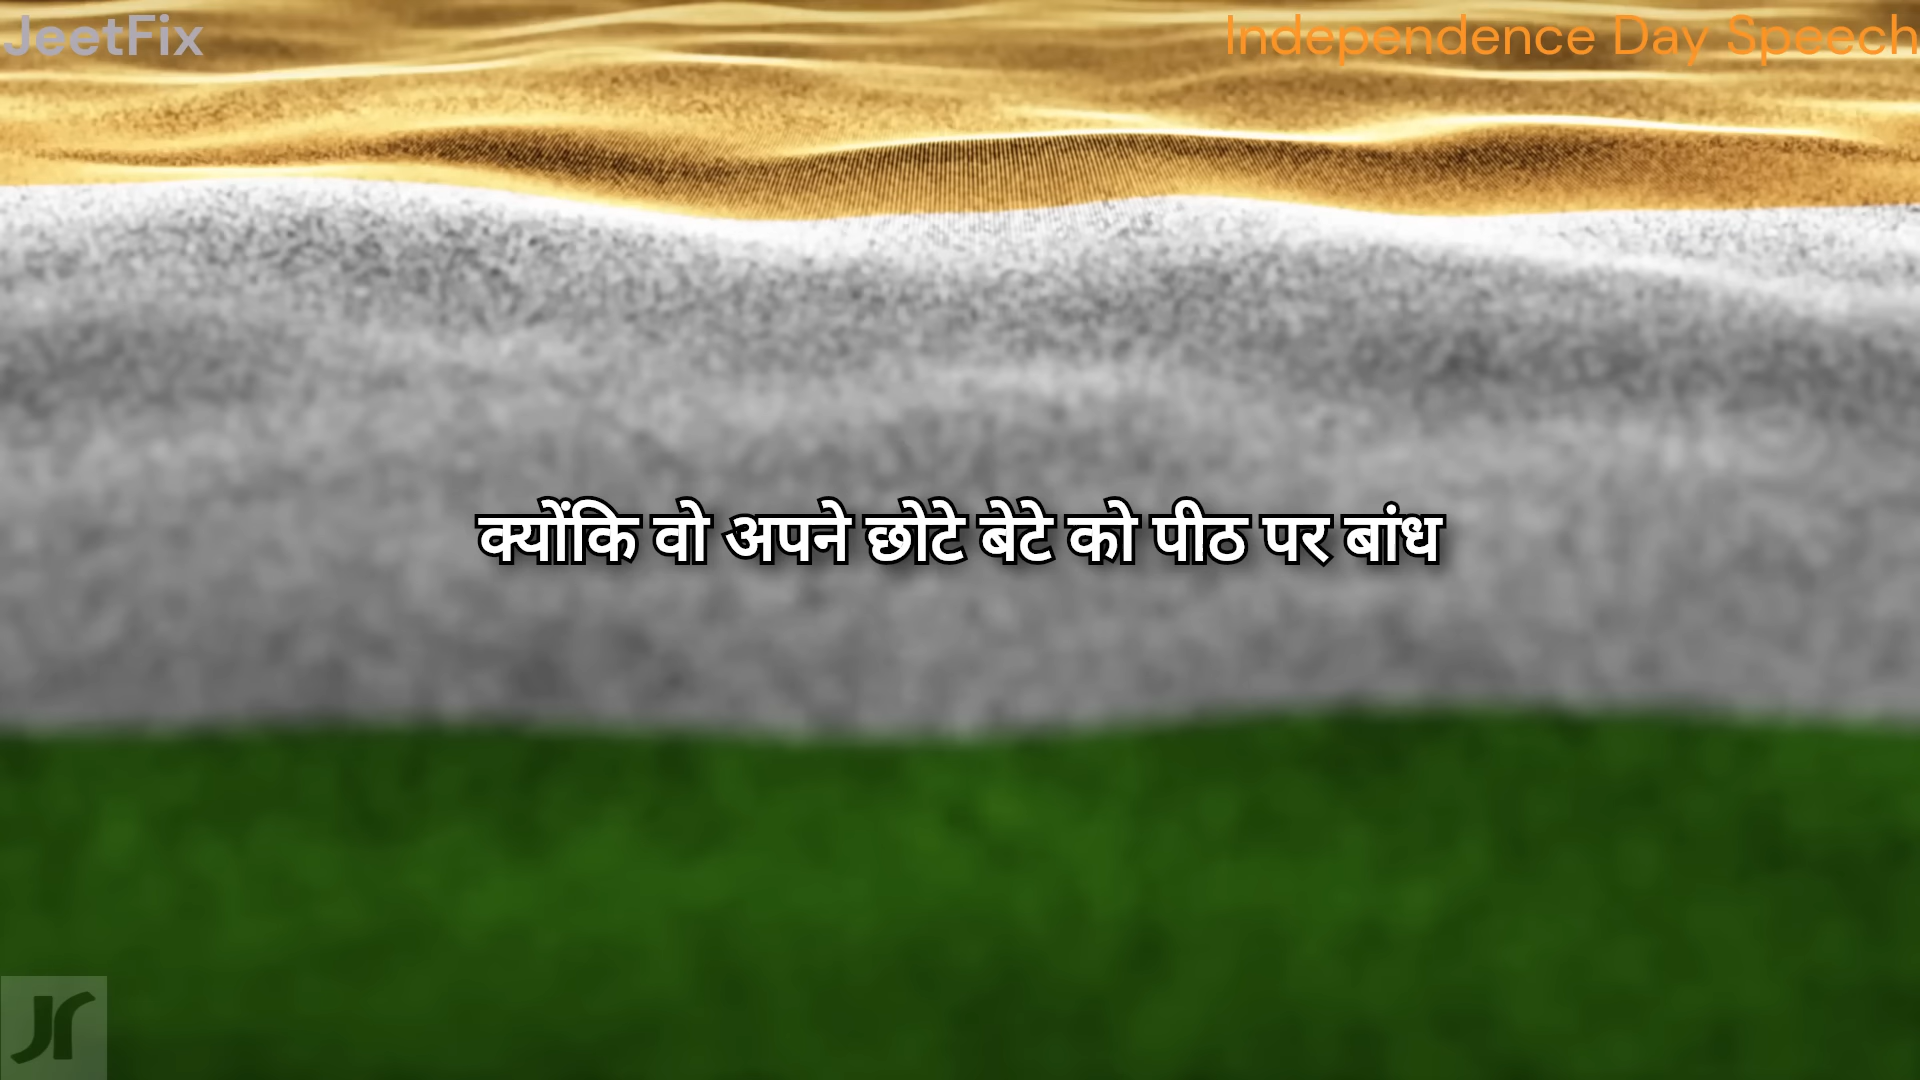 JeetFix
Independence Day Speech
क्योंकि वो अपने छोटे बेटे को पीठ पर बांध